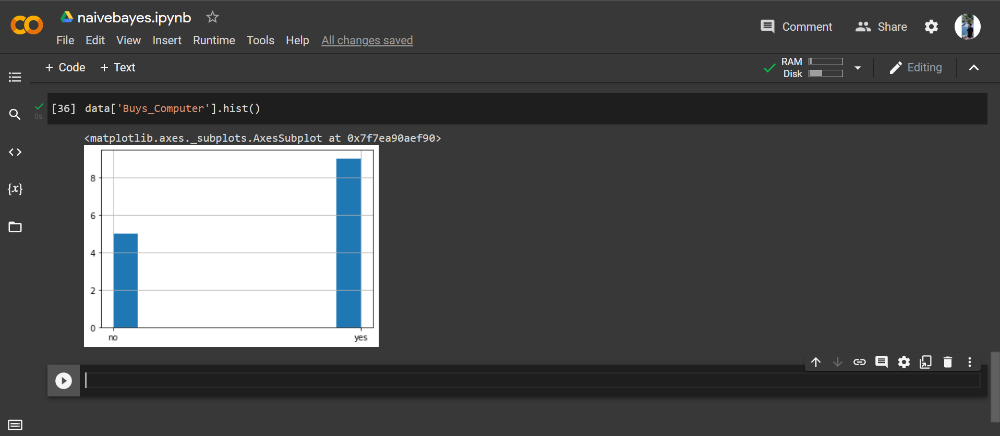 naivebayes.ipynb
File Edit View Insert Runtime Tools Help All changes saved
Comment Share
+ Code + Text
RAM
Disk
Editing
{x}
0s
[36] data['Buys_Computer'].hist()
<matplotlib.axes._subplots.AxesSubplot at 0x7f7ea90aef90>
8
6
4
2
0
no yes